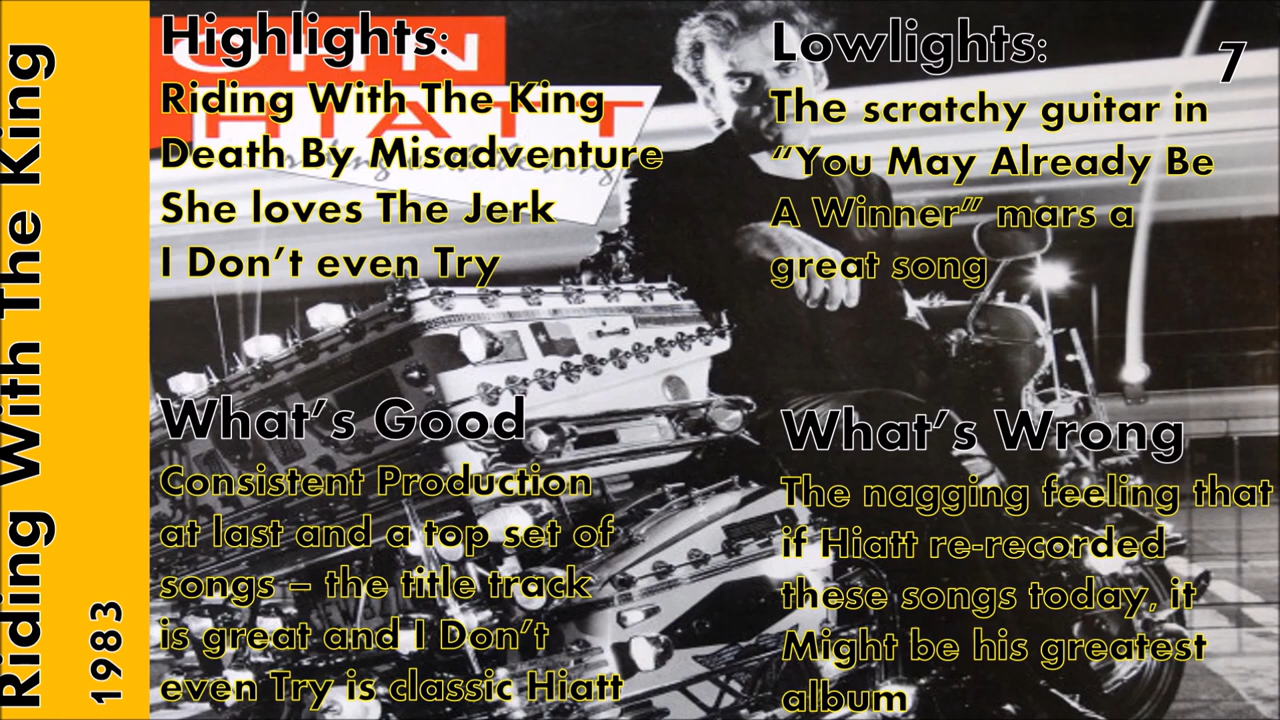 Riding With The King
1983
JOHN
HIATT
Highlights:
Riding With The King
Death By Misadventure
She loves The Jerk
I Don’t even Try
Lowlights:
7
The scratchy guitar in
“You May Already Be
A Winner” mars a
great song
What’s Good
Consistent Production
at last and a top set of
songs – the title track
is great and I Don’t
even Try is classic Hiatt
What’s Wrong
The nagging feeling that
if Hiatt re-recorded
these songs today, it
Might be his greatest
album